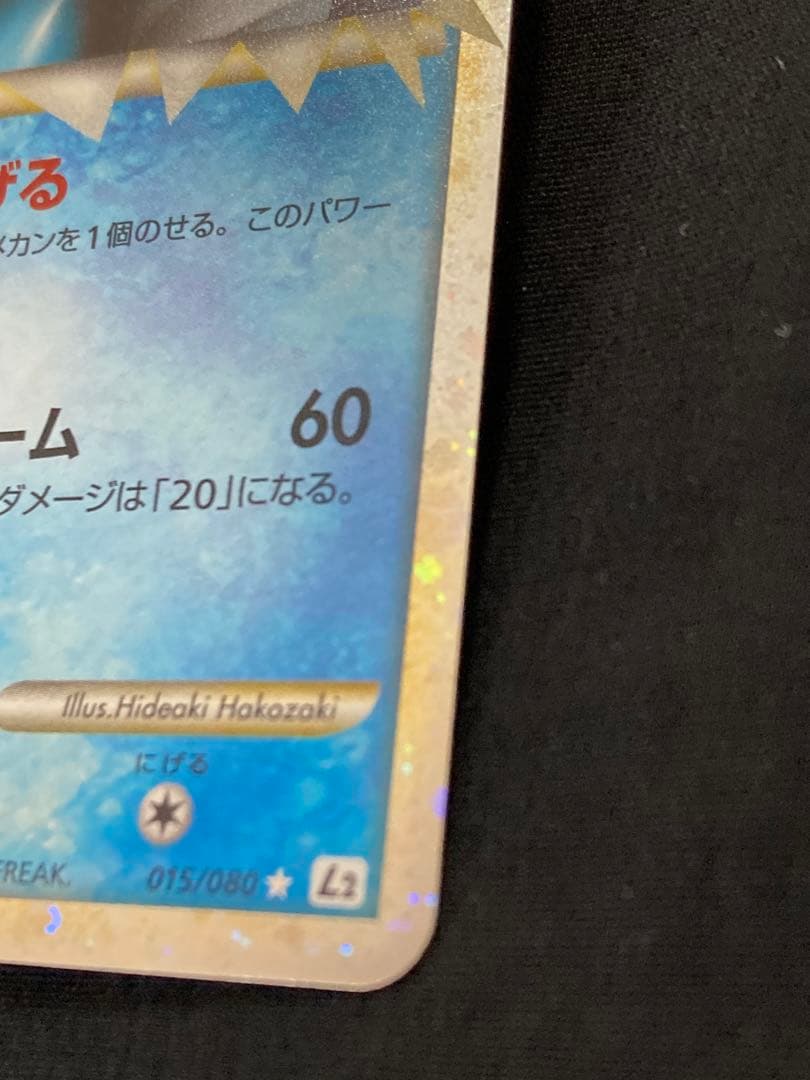 げる
メカンを1個のせる。このパワー
ーム 60
ダメージは「20」になる。
Illus.Hideaki Hakozaki
にげる
FREAK. 015/080 L2